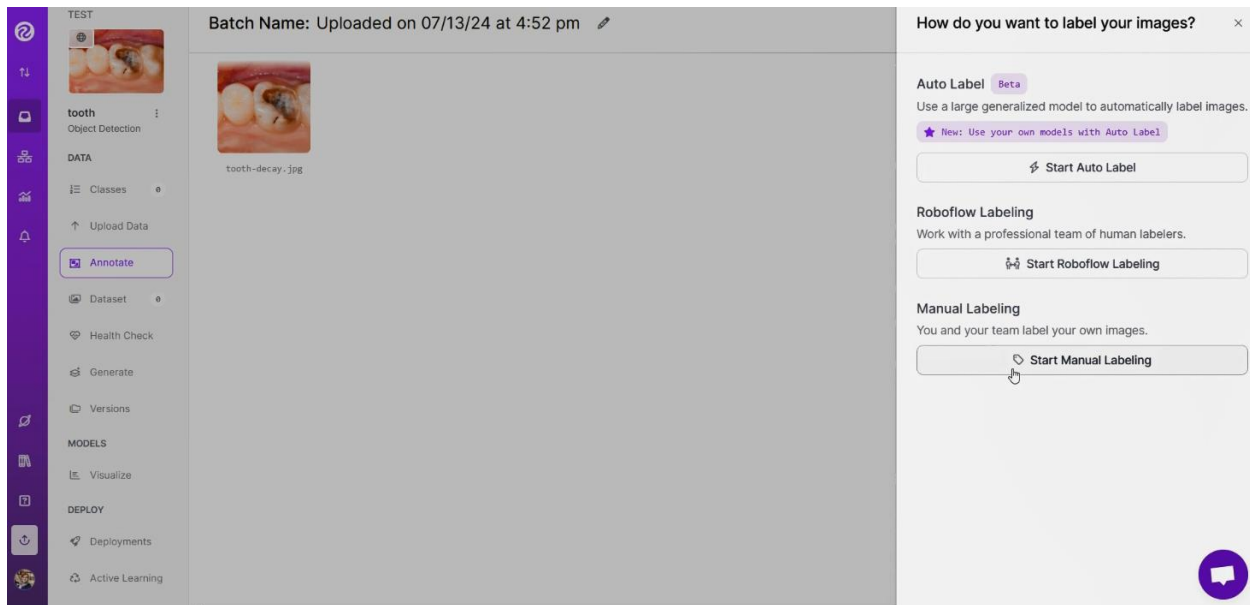 TEST
tooth
Object Detection
DATA
Classes 0
Upload Data
Annotate
Dataset 0
Health Check
Generate
Versions
MODELS
Visualize
DEPLOY
Deployments
Active Learning
Batch Name: Uploaded on 07/13/24 at 4:52 pm
tooth-decay.jpg
How do you want to label your images?
Auto Label Beta
Use a large generalized model to automatically label images.
New: Use your own models with Auto Label
Start Auto Label
Roboflow Labeling
Work with a professional team of human labelers.
Start Roboflow Labeling
Manual Labeling
You and your team label your own images.
Start Manual Labeling